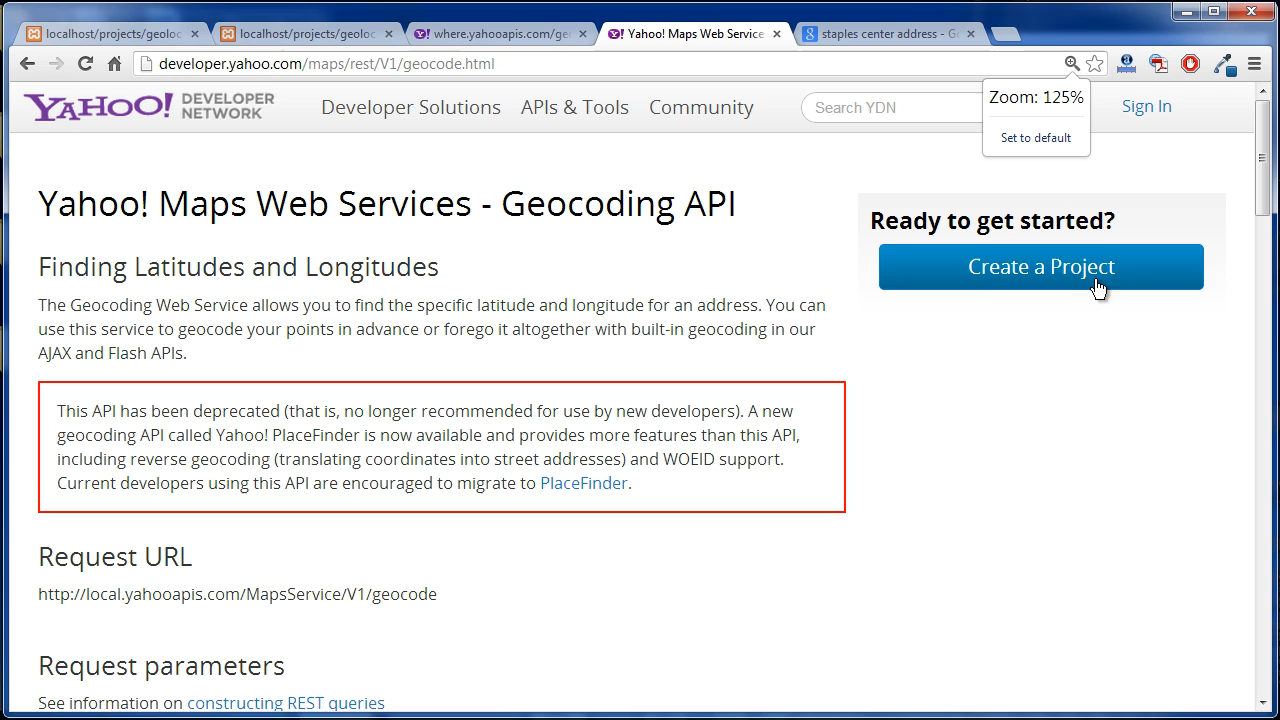 localhost/projects/geoloc
localhost/projects/geoloc
where.yahooapis.com/ge
Yahoo! Maps Web Service
staples center address - G
developer.yahoo.com/maps/rest/V1/geocode.html
YAHOO! DEVELOPER NETWORK
Developer Solutions
APIs & Tools
Community
Search YDN
Sign In
Zoom: 125%
Set to default
Yahoo! Maps Web Services - Geocoding API
Ready to get started?
Create a Project
Finding Latitudes and Longitudes
The Geocoding Web Service allows you to find the specific latitude and longitude for an address. You can
use this service to geocode your points in advance or forego it altogether with built-in geocoding in our
AJAX and Flash APIs.
This API has been deprecated (that is, no longer recommended for use by new developers). A new
geocoding API called Yahoo! PlaceFinder is now available and provides more features than this API,
including reverse geocoding (translating coordinates into street addresses) and WOEID support.
Current developers using this API are encouraged to migrate to PlaceFinder.
Request URL
http://local.yahooapis.com/MapsService/V1/geocode
Request parameters
See information on constructing REST queries